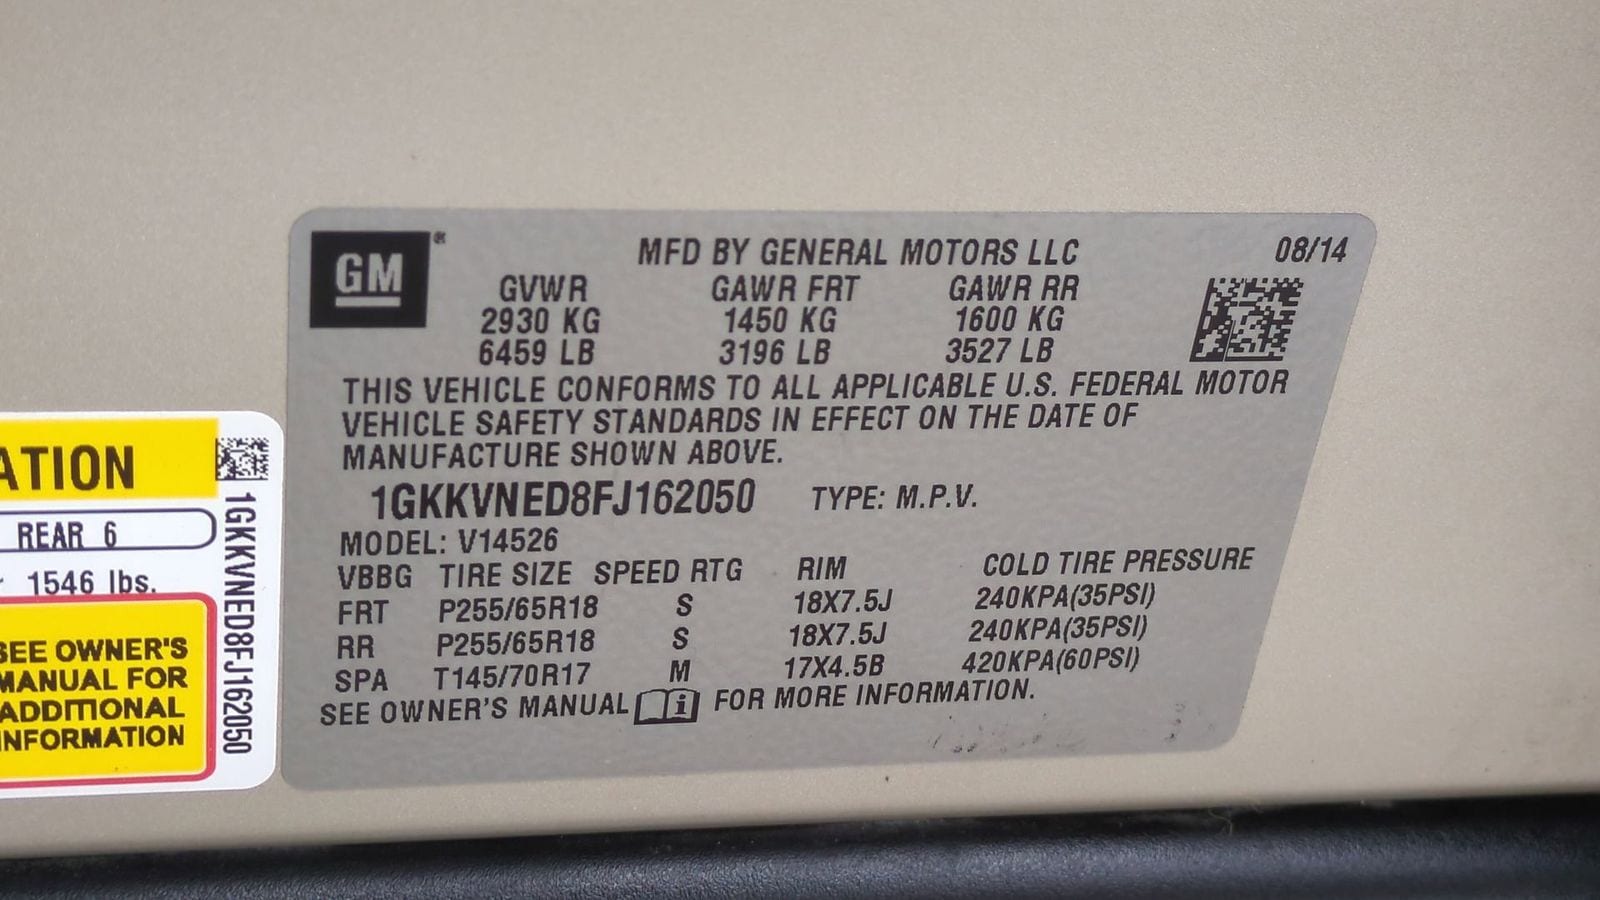 GM®
MFD BY GENERAL MOTORS LLC 08/14
GVWR GAWR FRT GAWR RR
2930 KG 1450 KG 1600 KG
6459 LB 3196 LB 3527 LB
THIS VEHICLE CONFORMS TO ALL APPLICABLE U.S. FEDERAL MOTOR
VEHICLE SAFETY STANDARDS IN EFFECT ON THE DATE OF
MANUFACTURE SHOWN ABOVE.
1GKKVNED8FJ162050 TYPE: M.P.V.
MODEL: V14526
VBBG TIRE SIZE SPEED RTG RIM COLD TIRE PRESSURE
FRT P255/65R18 S 18X7.5J 240KPA(35PSI)
RR P255/65R18 S 18X7.5J 240KPA(35PSI)
SPA T145/70R17 M 17X4.5B 420KPA(60PSI)
SEE OWNER'S MANUAL i FOR MORE INFORMATION.
ATION
REAR 6
1546 lbs.
SEE OWNER'S
MANUAL FOR
ADDITIONAL
INFORMATION
1GKKVNED8FJ162050